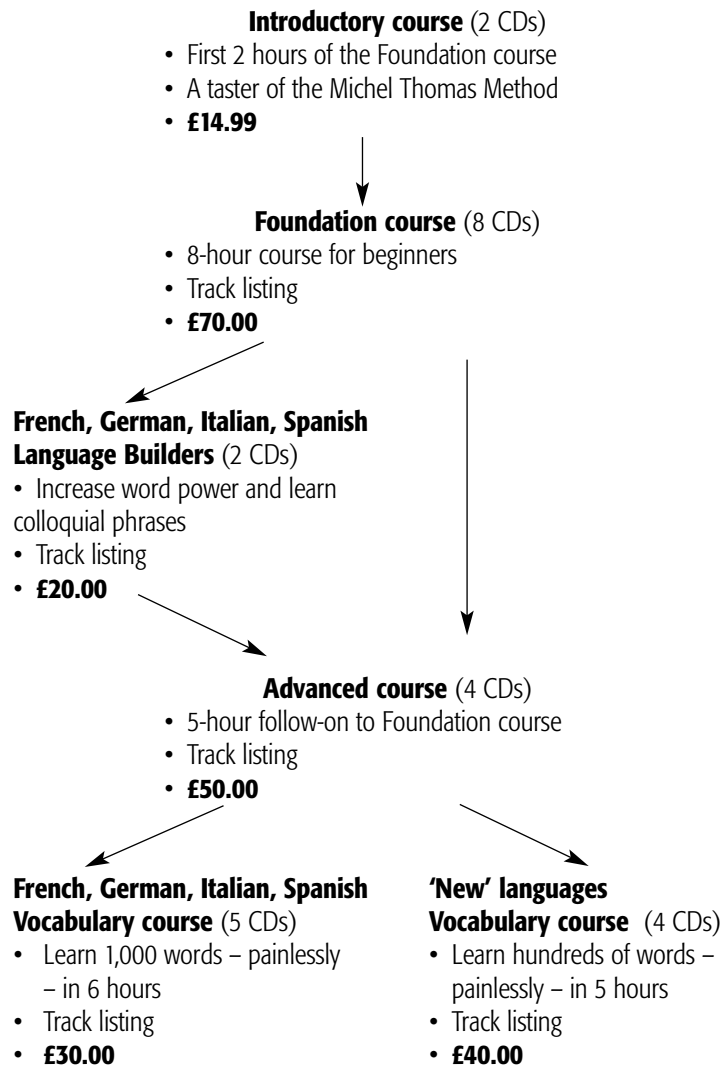 Introductory course (2 CDs)
• First 2 hours of the Foundation course
• A taster of the Michel Thomas Method
• £14.99
Foundation course (8 CDs)
• 8-hour course for beginners
• Track listing
• £70.00
French, German, Italian, Spanish
Language Builders (2 CDs)
• Increase word power and learn
colloquial phrases
• Track listing
• £20.00
Advanced course (4 CDs)
• 5-hour follow-on to Foundation course
• Track listing
• £50.00
French, German, Italian, Spanish
Vocabulary course (5 CDs)
• Learn 1,000 words – painlessly
– in 6 hours
• Track listing
• £30.00
‘New’ languages
Vocabulary course (4 CDs)
• Learn hundreds of words –
painlessly – in 5 hours
• Track listing
• £40.00